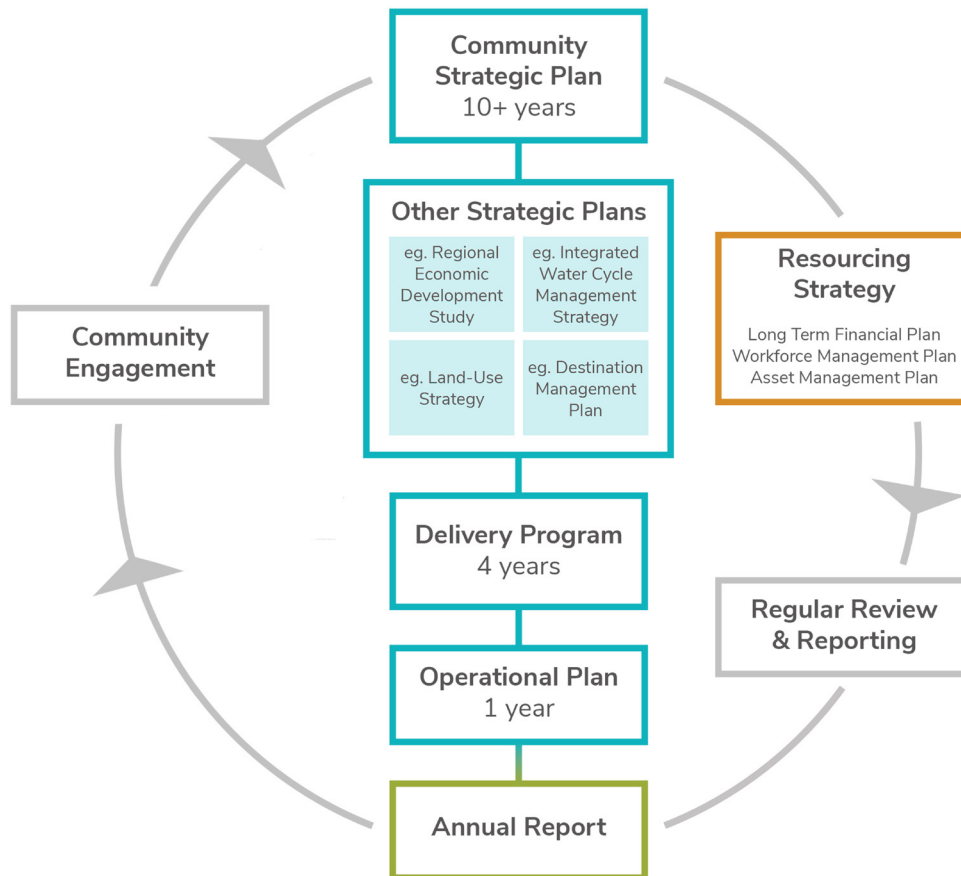 Community
Strategic Plan
10+ years
Other Strategic Plans
eg. Regional
Economic
Development
Study
eg. Integrated
Water Cycle
Management
Strategy
eg. Land-Use
Strategy
eg. Destination
Management
Plan
Resourcing
Strategy
Long Term Financial Plan
Workforce Management Plan
Asset Management Plan
Community
Engagement
Delivery Program
4 years
Regular Review
& Reporting
Operational Plan
1 year
Annual Report